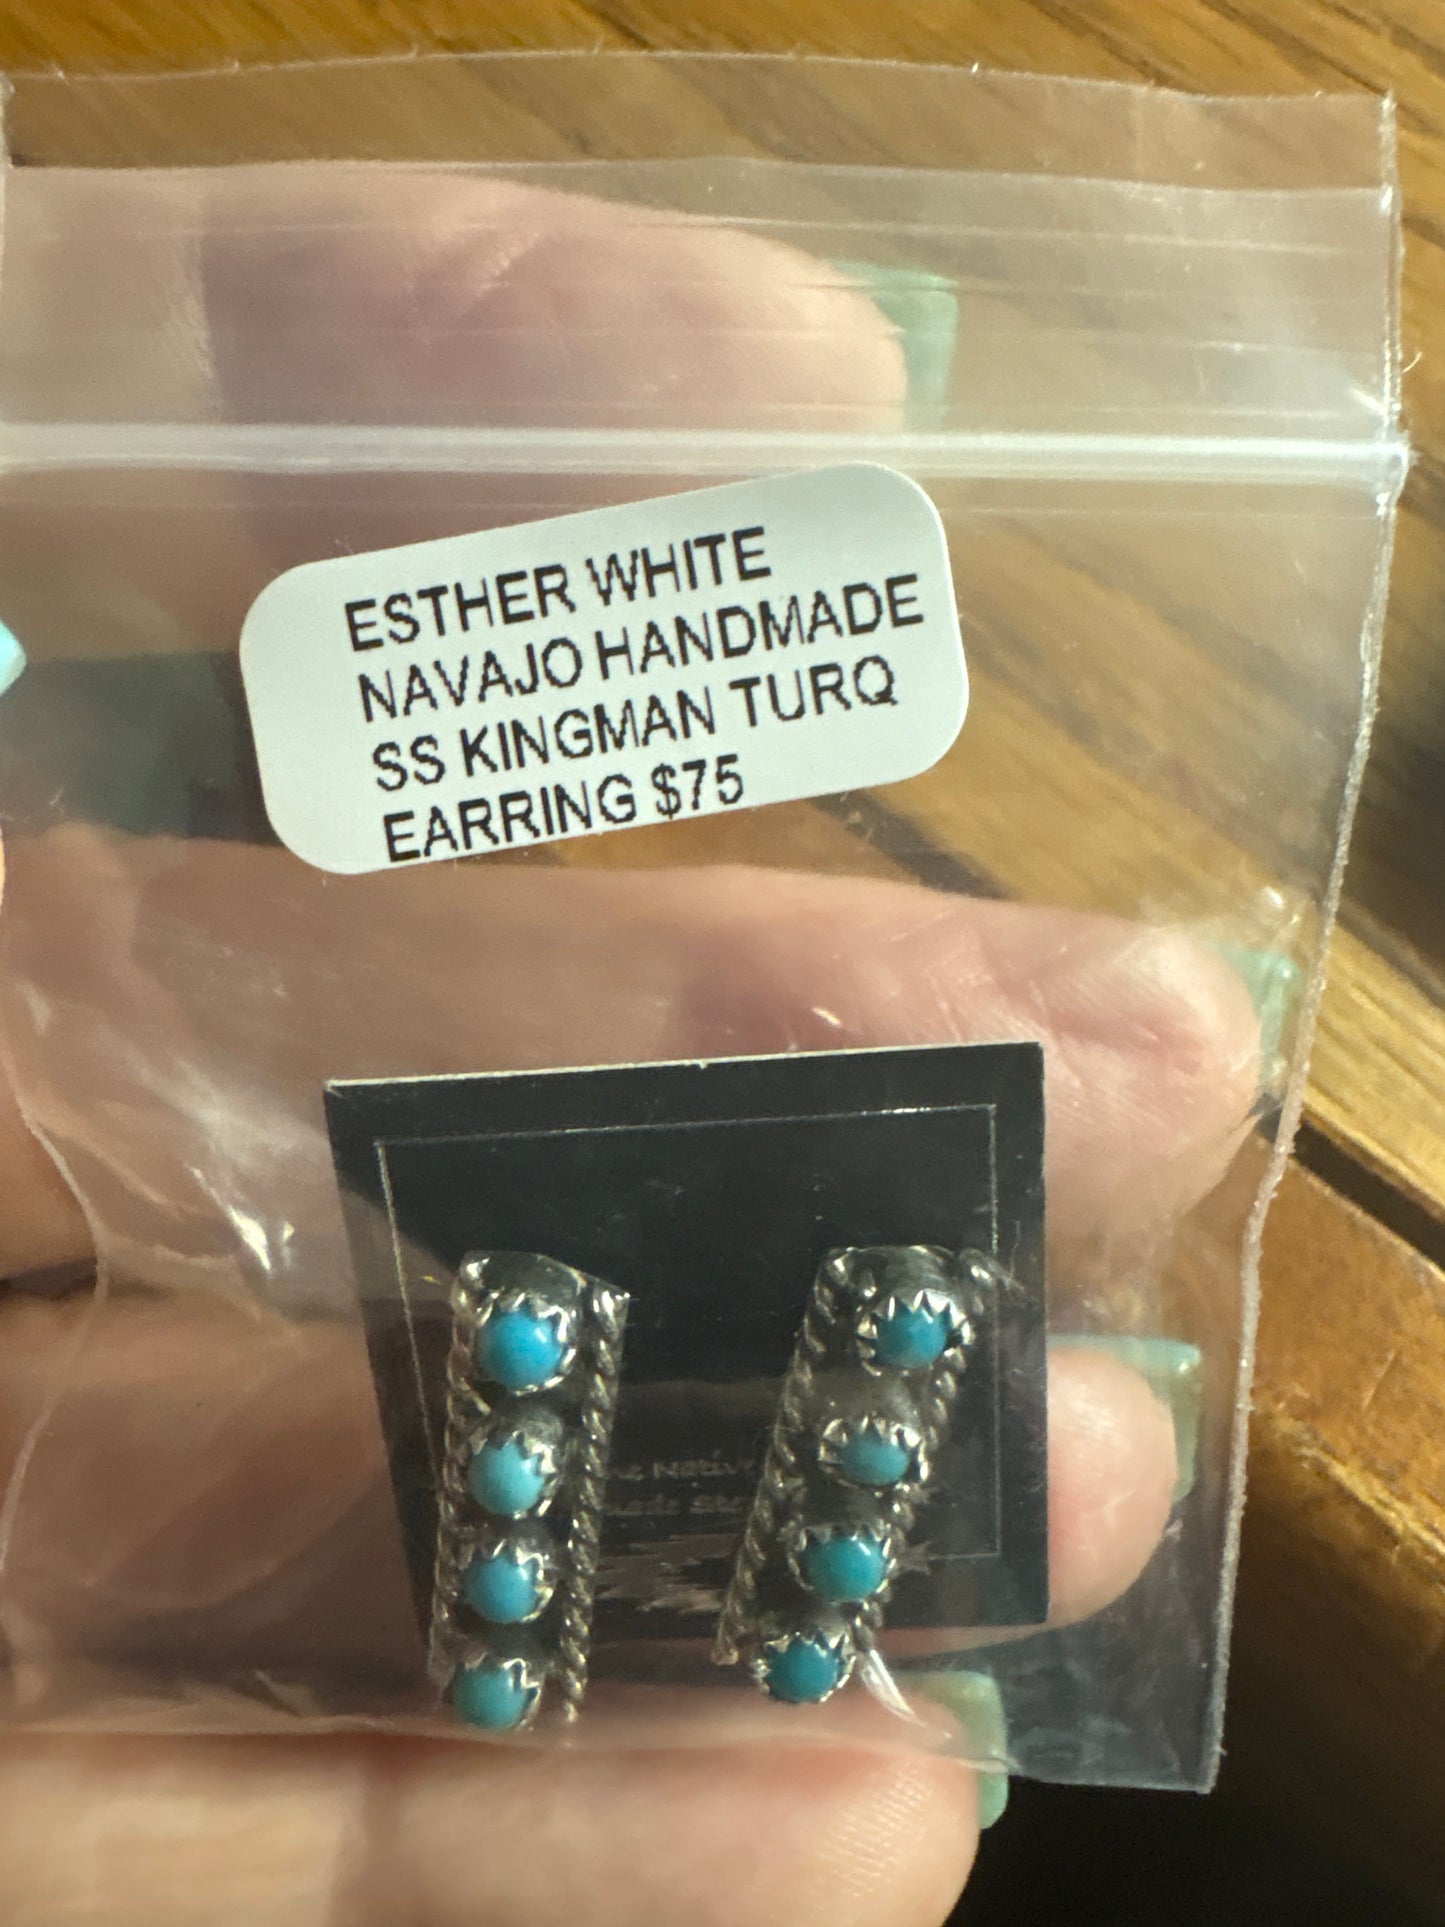 ESTHER WHITE
NAVAJO HANDMADE
SS KINGMAN TURQ
EARRING $75